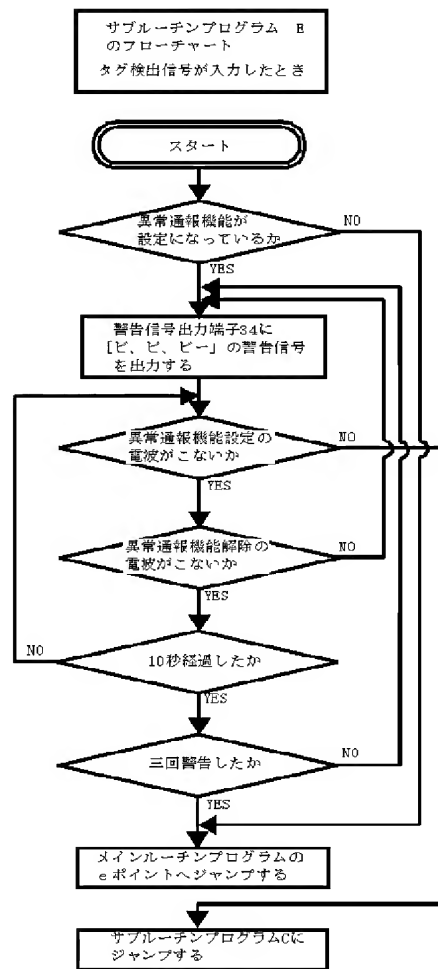 サブルーチンプログラム E
のフローチャート
タグ検出信号が入力したとき
スタート
異常通報機能が
設定になっているか
NO
YES
警告信号出力端子34に
[ピ、ピ、ピー」の警告信号
を出力する
異常通報機能設定の
電波がこないか
NO
YES
異常通報機能解除の
電波がこないか
NO
YES
10秒経過したか
NO
YES
三回警告したか
NO
YES
メインルーチンプログラムの
eポイントへジャンプする
サブルーチンプログラムCに
ジャンプする